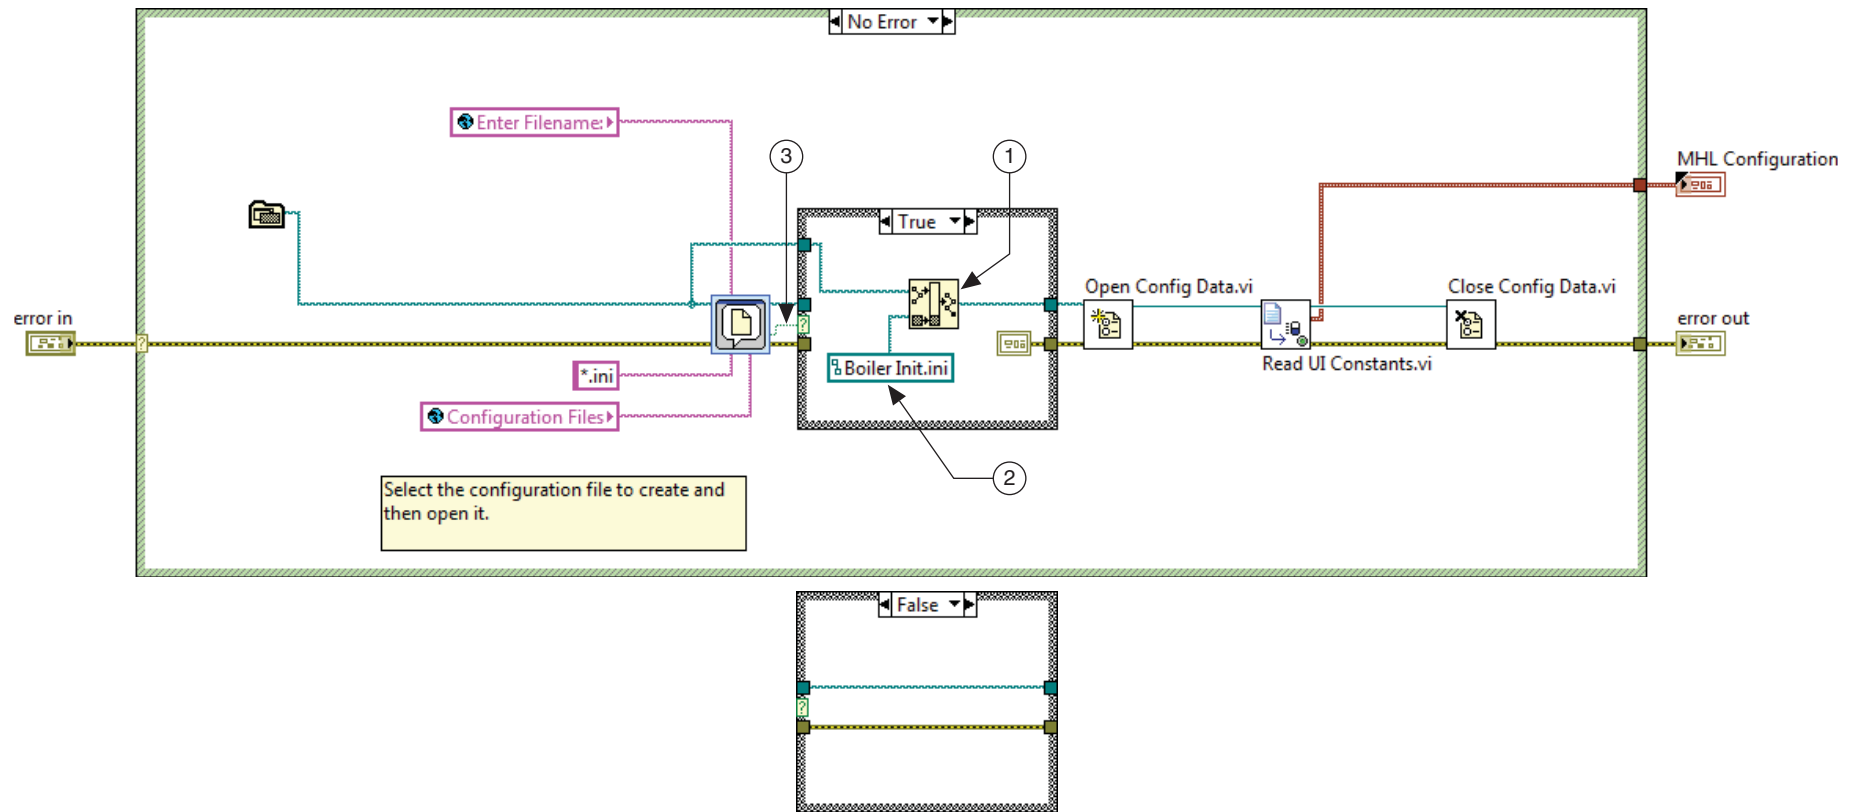 No Error
Enter Filename:
3
1
MHL Configuration
True
Open Config Data.vi
Close Config Data.vi
error in
error out
?
?
Read UI Constants.vi
*.ini
Boiler Init.ini
Configuration Files
2
Select the configuration file to create and
then open it.
False
?